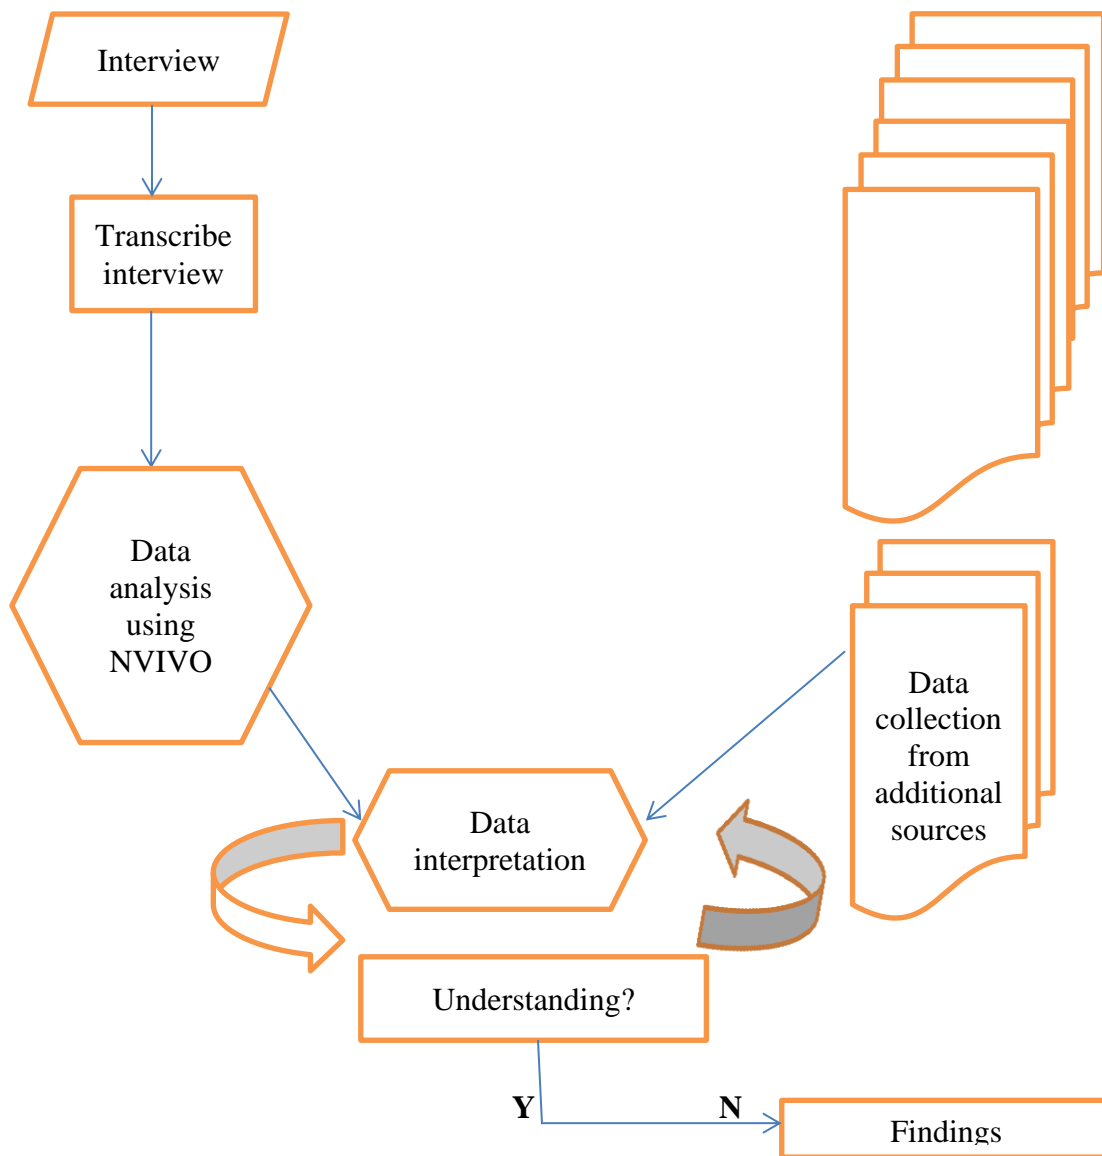 Interview
Transcribe
interview
Data
analysis
using
NVIVO
Data
collection
from
additional
sources
Data
interpretation
Understanding?
Y
N
Findings